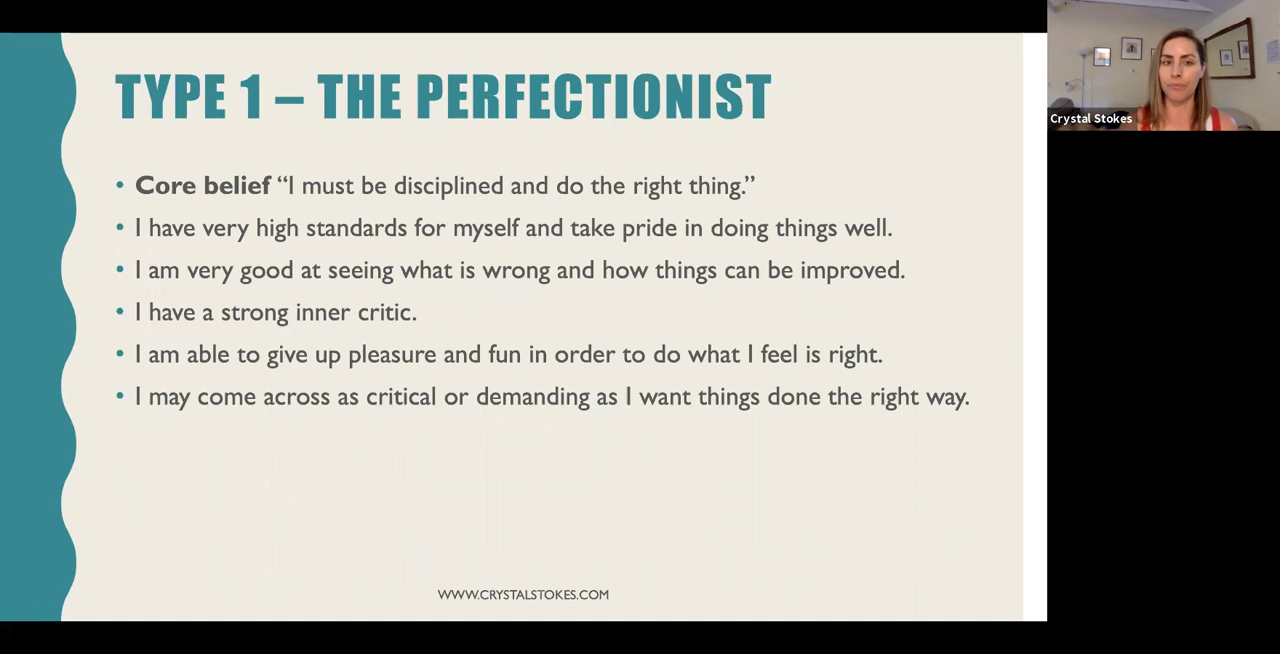 TYPE 1 – THE PERFECTIONIST
• Core belief “I must be disciplined and do the right thing.”
• I have very high standards for myself and take pride in doing things well.
• I am very good at seeing what is wrong and how things can be improved.
• I have a strong inner critic.
• I am able to give up pleasure and fun in order to do what I feel is right.
• I may come across as critical or demanding as I want things done the right way.
WWW.CRYSTALSTOKES.COM
Crystal Stokes